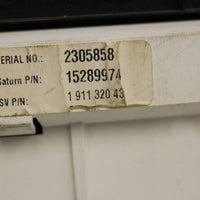 ERIAL NO.: 2305858
Saturn P/N: 15289974
SV P/N: 1 911 320 43